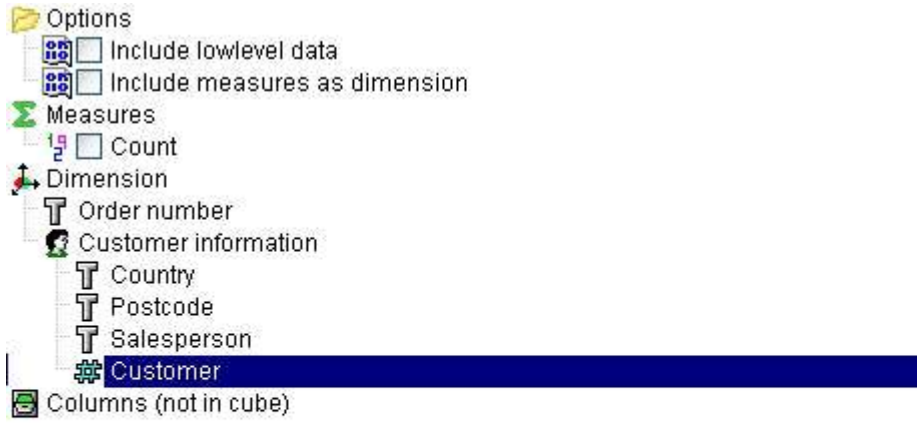 Options
Include lowlevel data
Include measures as dimension
Measures
Count
Dimension
Order number
Customer information
Country
Postcode
Salesperson
Customer
Columns (not in cube)